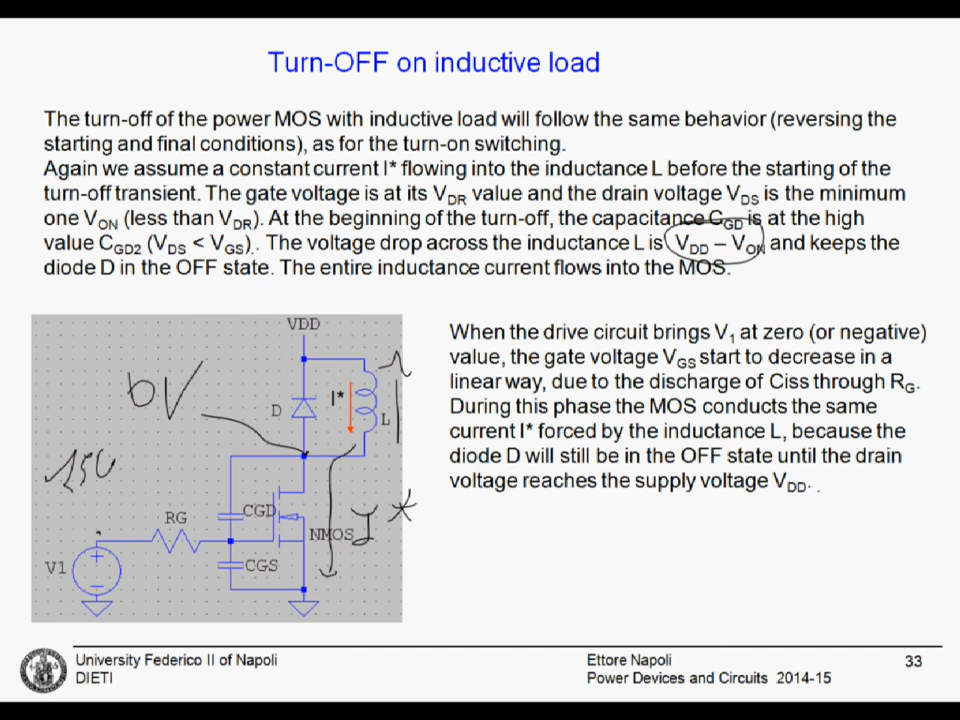 Turn-OFF on inductive load
The turn-off of the power MOS with inductive load will follow the same behavior (reversing the
starting and final conditions), as for the turn-on switching.
Again we assume a constant current I* flowing into the inductance L before the starting of the
turn-off transient. The gate voltage is at its VDR value and the drain voltage VDS is the minimum
one VON (less than VDR). At the beginning of the turn-off, the capacitance CGD is at the high
value CGD2 (VDS < VGS). The voltage drop across the inductance L is VDD – VON and keeps the
diode D in the OFF state. The entire inductance current flows into the MOS.
When the drive circuit brings V1 at zero (or negative)
value, the gate voltage VGS start to decrease in a
linear way, due to the discharge of Ciss through RG.
During this phase the MOS conducts the same
current I* forced by the inductance L, because the
diode D will still be in the OFF state until the drain
voltage reaches the supply voltage VDD. .
VDD
D
I*
L
RG
CGD
NMOS
I*
V1
CGS
University Federico II of Napoli
DIETI
Ettore Napoli
Power Devices and Circuits 2014-15
33